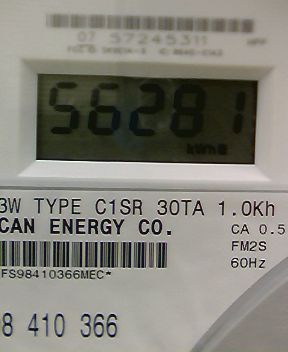 07 57245311
56281
kWh
3W TYPE C1SR 30TA 1.0Kh
CAN ENERGY CO.
CA 0.5
FM2S
60Hz
FS98410366MEC*
8 410 366